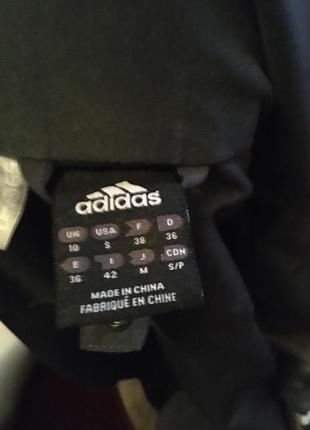 adidas
UK USA F D
10 S 38 36
E I J CDN
36 42 M S/P
MADE IN CHINA
FABRIQUÉ EN CHINE